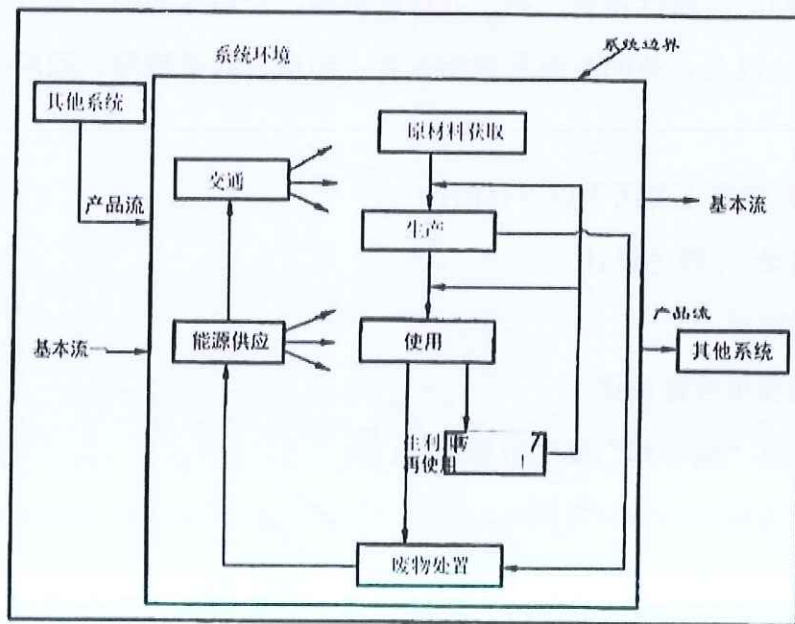 系统环境
系统边界
其他系统
原材料获取
交通
产品流
基本流
生产
产品流
能源供应
使用
基本流
其他系统
生利
再使用
废物处置